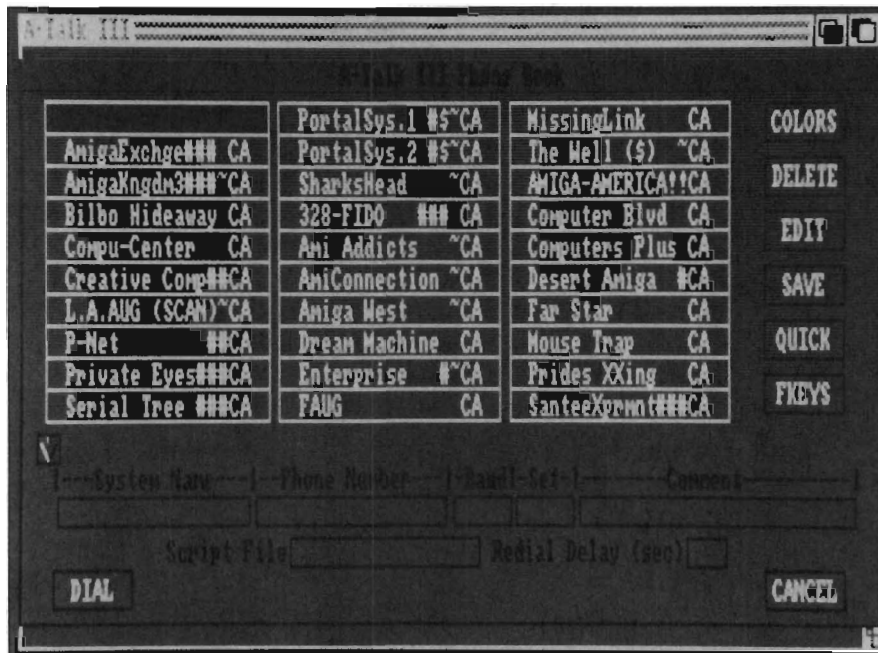 A-Talk III
A-Talk III Phone Book
PortalSys.1 #$~CA
MissingLink CA
COLORS
AmigaExchge### CA
PortalSys.2 #$~CA
The Well ($) ~CA
AmigaKngdm3###~CA
SharksHead ~CA
AMIGA-AMERICA!!CA
DELETE
Bilbo Hideaway CA
328-FIDO ### CA
Computer Blvd CA
EDIT
Compu-Center CA
Ami Addicts ~CA
Computers Plus CA
Creative Comp##CA
AmiConnection ~CA
Desert Amiga #CA
SAVE
L.A.AUG (SCAN)~CA
Amiga West ~CA
Far Star CA
P-Net ##CA
Dream Machine CA
Mouse Trap CA
QUICK
Private Eyes###CA
Enterprise #~CA
Prides XXing CA
FKEYS
Serial Tree ###CA
FAUG CA
SanteeXprmnt###CA
|---System Name---|--Phone Number---|-Baud|-Set-|-------Comment---------|
Script File
Redial Delay (sec)
DIAL
CANCEL